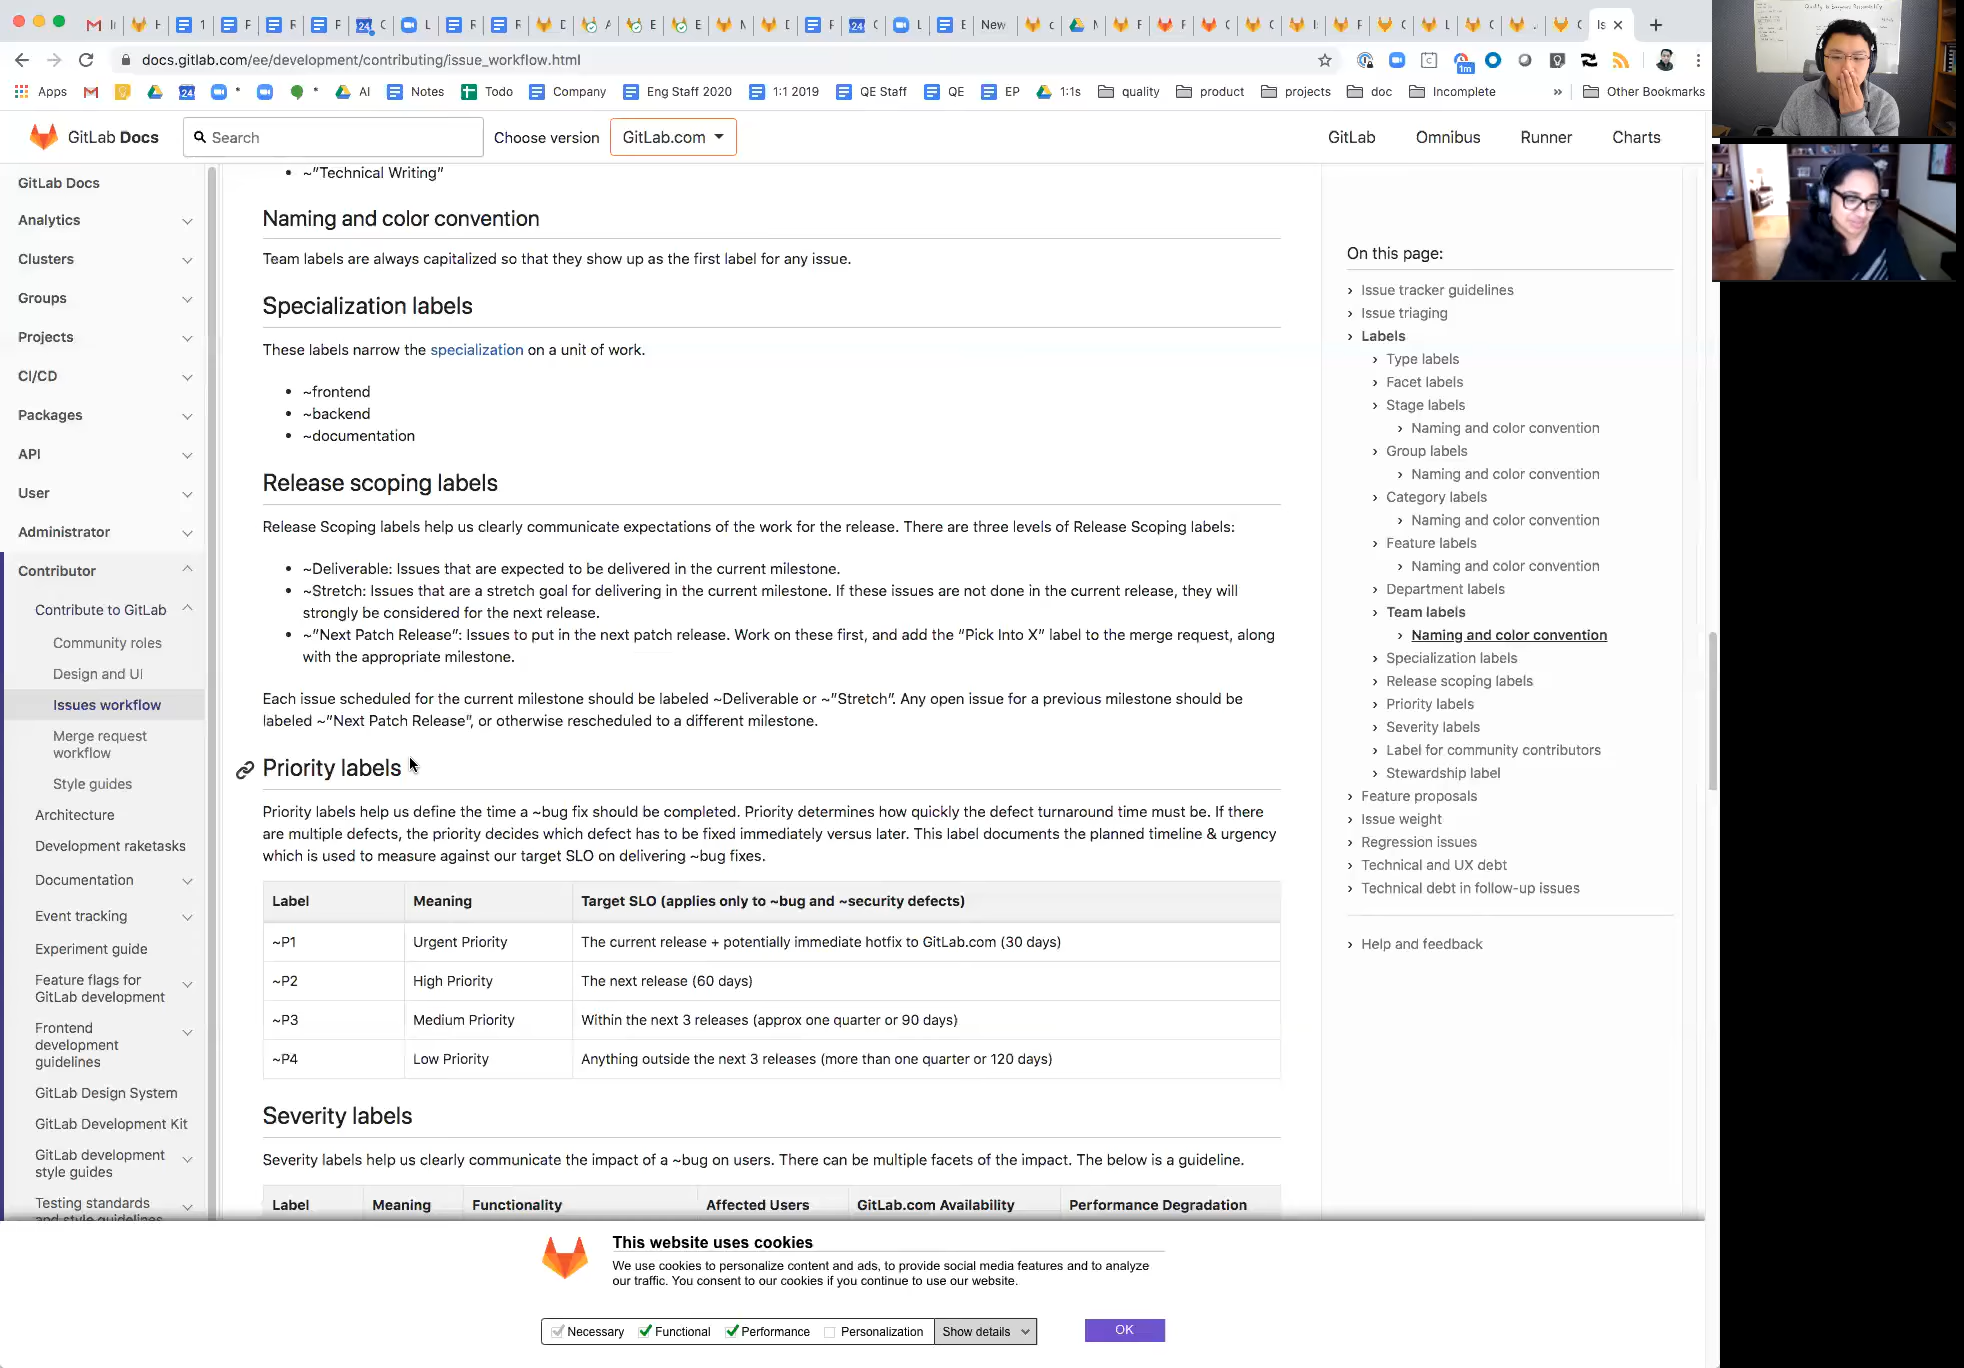 docs.gitlab.com/ee/development/contributing/issue_workflow.html
1m
Apps
24
AI
Notes
Todo
Company
Eng Staff 2020
1:1 2019
QE Staff
QE
EP
1:1s
quality
product
projects
doc
Incomplete
»
Other Bookmarks
GitLab Docs
Search
Choose version
GitLab.com
GitLab
Omnibus
Runner
Charts
GitLab Docs
Analytics
Clusters
Groups
Projects
CI/CD
Packages
API
User
Administrator
Contributor
Contribute to GitLab
Community roles
Design and UI
Issues workflow
Merge request
workflow
Style guides
Architecture
Development raketasks
Documentation
Event tracking
Experiment guide
Feature flags for
GitLab development
Frontend
development
guidelines
GitLab Design System
GitLab Development Kit
GitLab development
style guides
Testing standards
and style guidelines
• ~"Technical Writing"
Naming and color convention
Team labels are always capitalized so that they show up as the first label for any issue.
Specialization labels
These labels narrow the specialization on a unit of work.
• ~frontend
• ~backend
• ~documentation
Release scoping labels
Release Scoping labels help us clearly communicate expectations of the work for the release. There are three levels of Release Scoping labels:
• ~Deliverable: Issues that are expected to be delivered in the current milestone.
• ~Stretch: Issues that are a stretch goal for delivering in the current milestone. If these issues are not done in the current release, they will
strongly be considered for the next release.
• ~"Next Patch Release": Issues to put in the next patch release. Work on these first, and add the "Pick Into X" label to the merge request, along
with the appropriate milestone.
Each issue scheduled for the current milestone should be labeled ~Deliverable or ~"Stretch". Any open issue for a previous milestone should be
labeled ~"Next Patch Release", or otherwise rescheduled to a different milestone.
Priority labels
Priority labels help us define the time a ~bug fix should be completed. Priority determines how quickly the defect turnaround time must be. If there
are multiple defects, the priority decides which defect has to be fixed immediately versus later. This label documents the planned timeline & urgency
which is used to measure against our target SLO on delivering ~bug fixes.
Label Meaning Target SLO (applies only to ~bug and ~security defects)
~P1 Urgent Priority The current release + potentially immediate hotfix to GitLab.com (30 days)
~P2 High Priority The next release (60 days)
~P3 Medium Priority Within the next 3 releases (approx one quarter or 90 days)
~P4 Low Priority Anything outside the next 3 releases (more than one quarter or 120 days)
Severity labels
Severity labels help us clearly communicate the impact of a ~bug on users. There can be multiple facets of the impact. The below is a guideline.
Label Meaning Functionality Affected Users GitLab.com Availability Performance Degradation
On this page:
Issue tracker guidelines
Issue triaging
Labels
Type labels
Facet labels
Stage labels
Naming and color convention
Group labels
Naming and color convention
Category labels
Naming and color convention
Feature labels
Naming and color convention
Department labels
Team labels
Naming and color convention
Specialization labels
Release scoping labels
Priority labels
Severity labels
Label for community contributors
Stewardship label
Feature proposals
Issue weight
Regression issues
Technical and UX debt
Technical debt in follow-up issues
Help and feedback
This website uses cookies
We use cookies to personalize content and ads, to provide social media features and to analyze
our traffic. You consent to our cookies if you continue to use our website.
Necessary Functional Performance Personalization Show details
OK